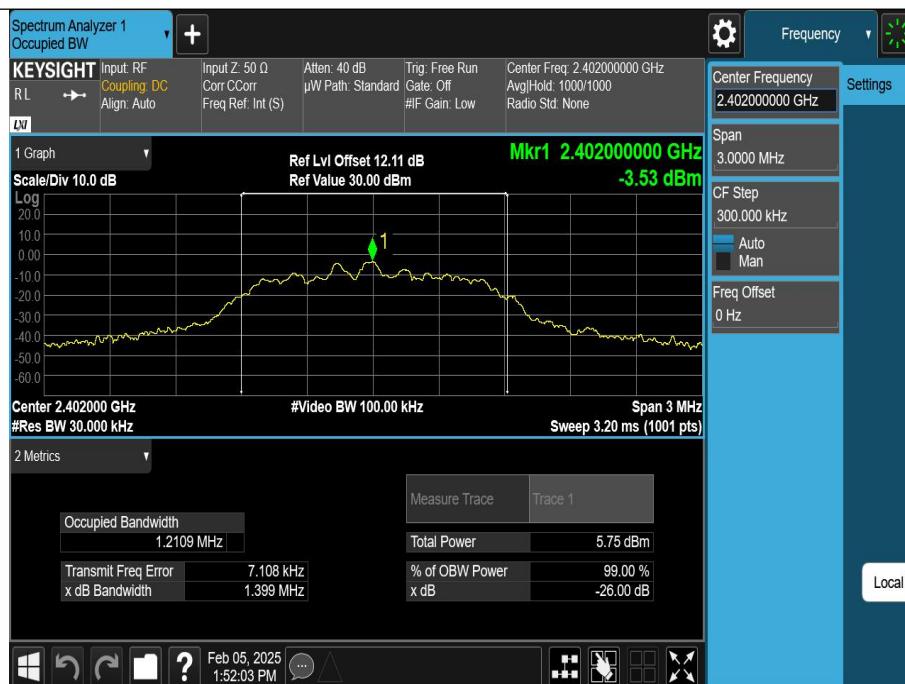 Spectrum Analyzer 1
Occupied BW
+
Frequency
KEYSIGHT
RL
LXI
Input: RF
Coupling: DC
Align: Auto
Input Z: 50 Ω
Corr CCorr
Freq Ref: Int (S)
Atten: 40 dB
µW Path: Standard
Trig: Free Run
Gate: Off
#IF Gain: Low
Center Freq: 2.402000000 GHz
Avg|Hold: 1000/1000
Radio Std: None
Center Frequency
2.402000000 GHz
Settings
Span
3.0000 MHz
CF Step
300.000 kHz
Auto
Man
Freq Offset
0 Hz
Local
1 Graph
Scale/Div 10.0 dB
Ref Lvl Offset 12.11 dB
Ref Value 30.00 dBm
Mkr1 2.402000000 GHz
-3.53 dBm
Log
20.0
10.0
0.00
-10.0
-20.0
-30.0
-40.0
-50.0
-60.0
1
Center 2.402000 GHz
#Res BW 30.000 kHz
#Video BW 100.00 kHz
Span 3 MHz
Sweep 3.20 ms (1001 pts)
2 Metrics
Measure Trace Trace 1
Occupied Bandwidth
1.2109 MHz
Total Power 5.75 dBm
Transmit Freq Error 7.108 kHz
% of OBW Power 99.00 %
x dB Bandwidth 1.399 MHz
x dB -26.00 dB
?
Feb 05, 2025
1:52:03 PM